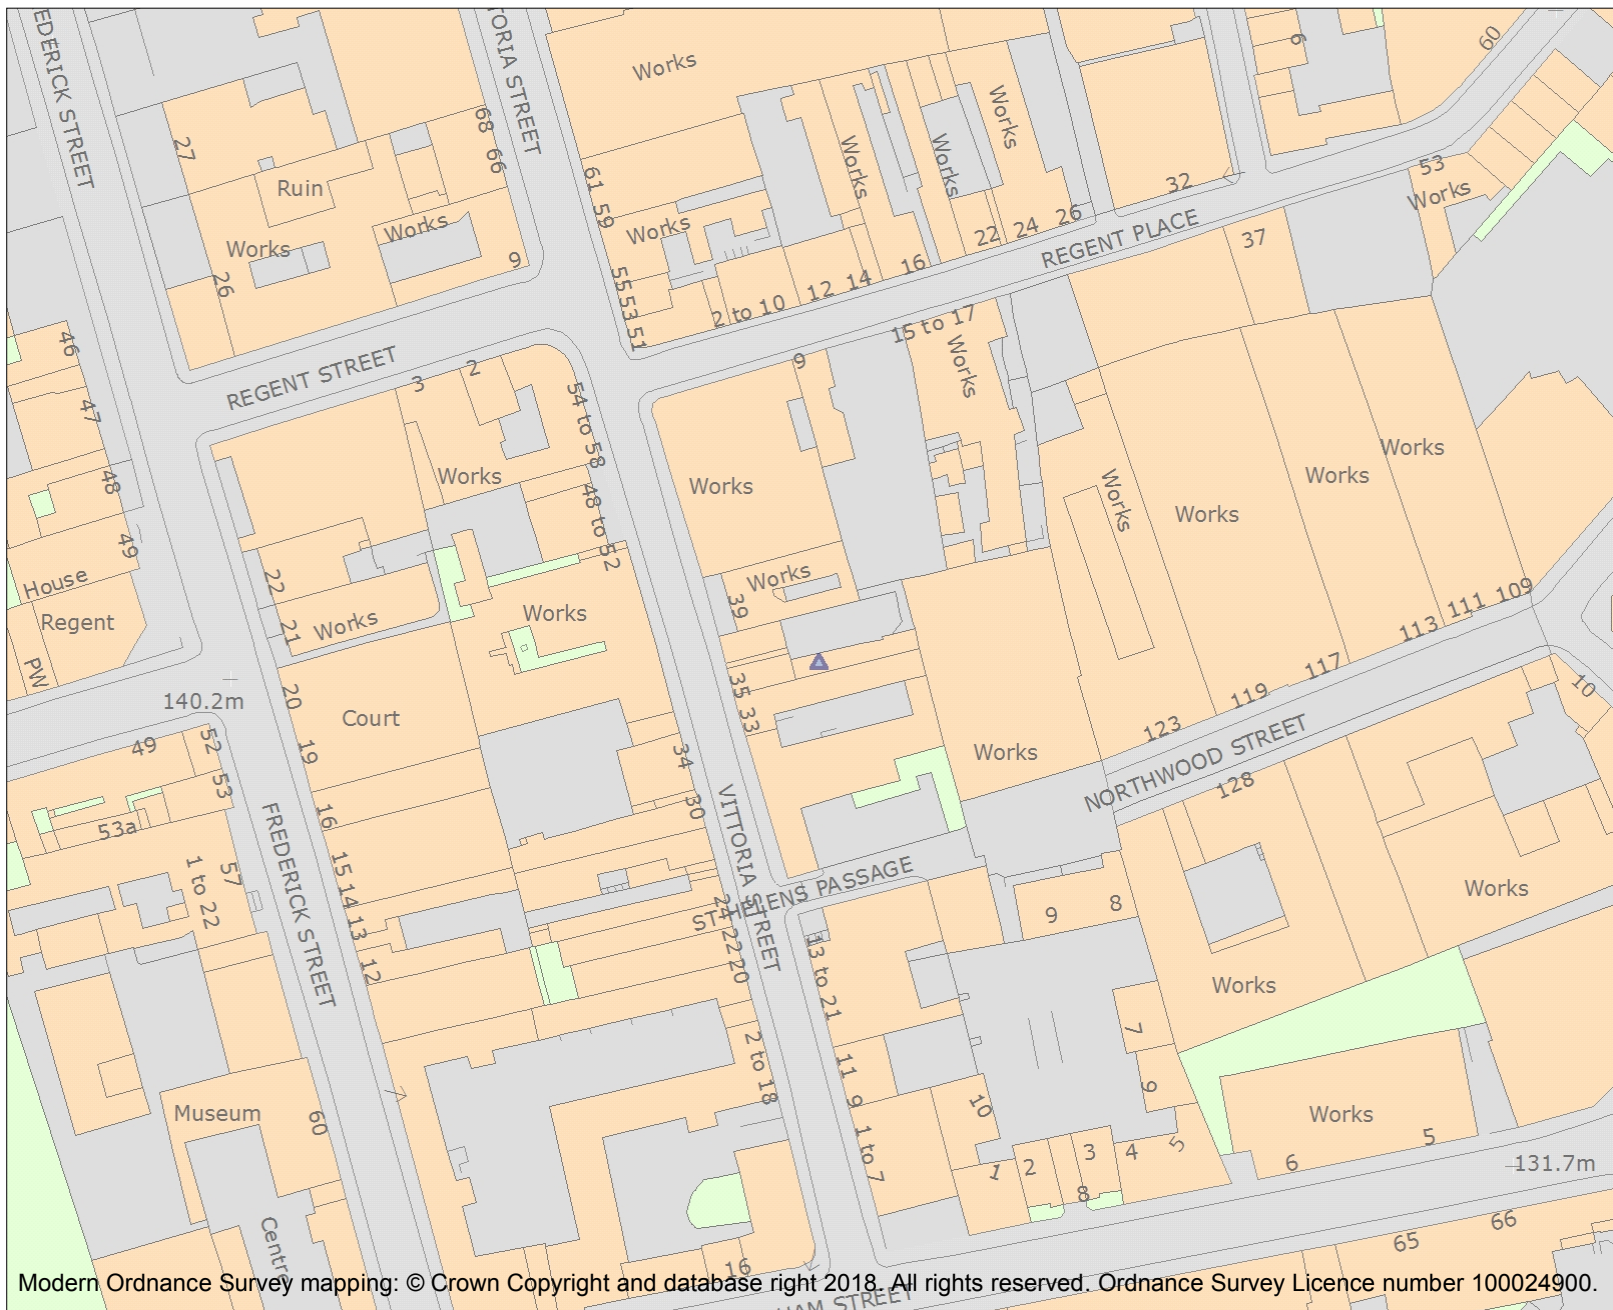 EDERICK STREET
TORIA STREET
Works
6
60
27
68
66
Ruin
Works
Works
Works
Works
Works
61
59
Works
32
53
Works
9
26
55
53
51
22
24
26
REGENT PLACE
37
16
2 to 10
12
14
15 to 17
46
47
48
49
REGENT STREET
3
2
54 to 58
9
Works
Works
48 to 52
Works
Works
Works
Works
Works
Works
House
Regent
PW
22
21
Works
Works
Works
39
35
33
109
111
113
117
119
123
10
140.2m
20
Court
19
34
30
Works
NORTHWOOD STREET
128
49
52
53
53a
57
1 to 22
16
15
14
13
12
FREDERICK STREET
VITTORIA STREET
ST HELENS PASSAGE
22
20
13 to 21
9
8
Works
Works
7
6
5
Museum
60
Centre
2 to 18
11
9
1 to 7
10
1
2
3
4
8
Works
6
5
131.7m
65
66
16
HAM STREET
Modern Ordnance Survey mapping: © Crown Copyright and database right 2018. All rights reserved. Ordnance Survey Licence number 100024900.